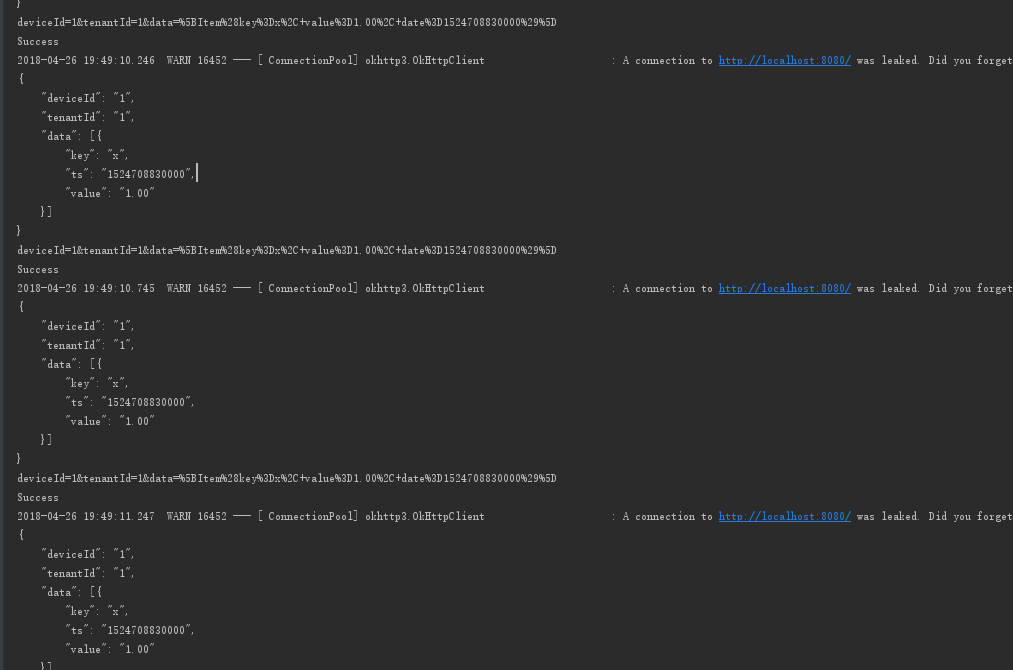 }
deviceId=1&tenantId=1&data=%5BItem%28key%3Dx%2C+value%3D1.00%2C+date%3D1524708830000%29%5D
Success
2018-04-26 19:49:10.246  WARN 16452 --- [ ConnectionPool] okhttp3.OkHttpClient                     : A connection to http://localhost:8080/ was leaked. Did you forget
{
    "deviceId": "1",
    "tenantId": "1",
    "data": [{
        "key": "x",
        "ts": "1524708830000",
        "value": "1.00"
    }]
}
deviceId=1&tenantId=1&data=%5BItem%28key%3Dx%2C+value%3D1.00%2C+date%3D1524708830000%29%5D
Success
2018-04-26 19:49:10.745  WARN 16452 --- [ ConnectionPool] okhttp3.OkHttpClient                     : A connection to http://localhost:8080/ was leaked. Did you forget
{
    "deviceId": "1",
    "tenantId": "1",
    "data": [{
        "key": "x",
        "ts": "1524708830000",
        "value": "1.00"
    }]
}
deviceId=1&tenantId=1&data=%5BItem%28key%3Dx%2C+value%3D1.00%2C+date%3D1524708830000%29%5D
Success
2018-04-26 19:49:11.247  WARN 16452 --- [ ConnectionPool] okhttp3.OkHttpClient                     : A connection to http://localhost:8080/ was leaked. Did you forget
{
    "deviceId": "1",
    "tenantId": "1",
    "data": [{
        "key": "x",
        "ts": "1524708830000",
        "value": "1.00"
    }]